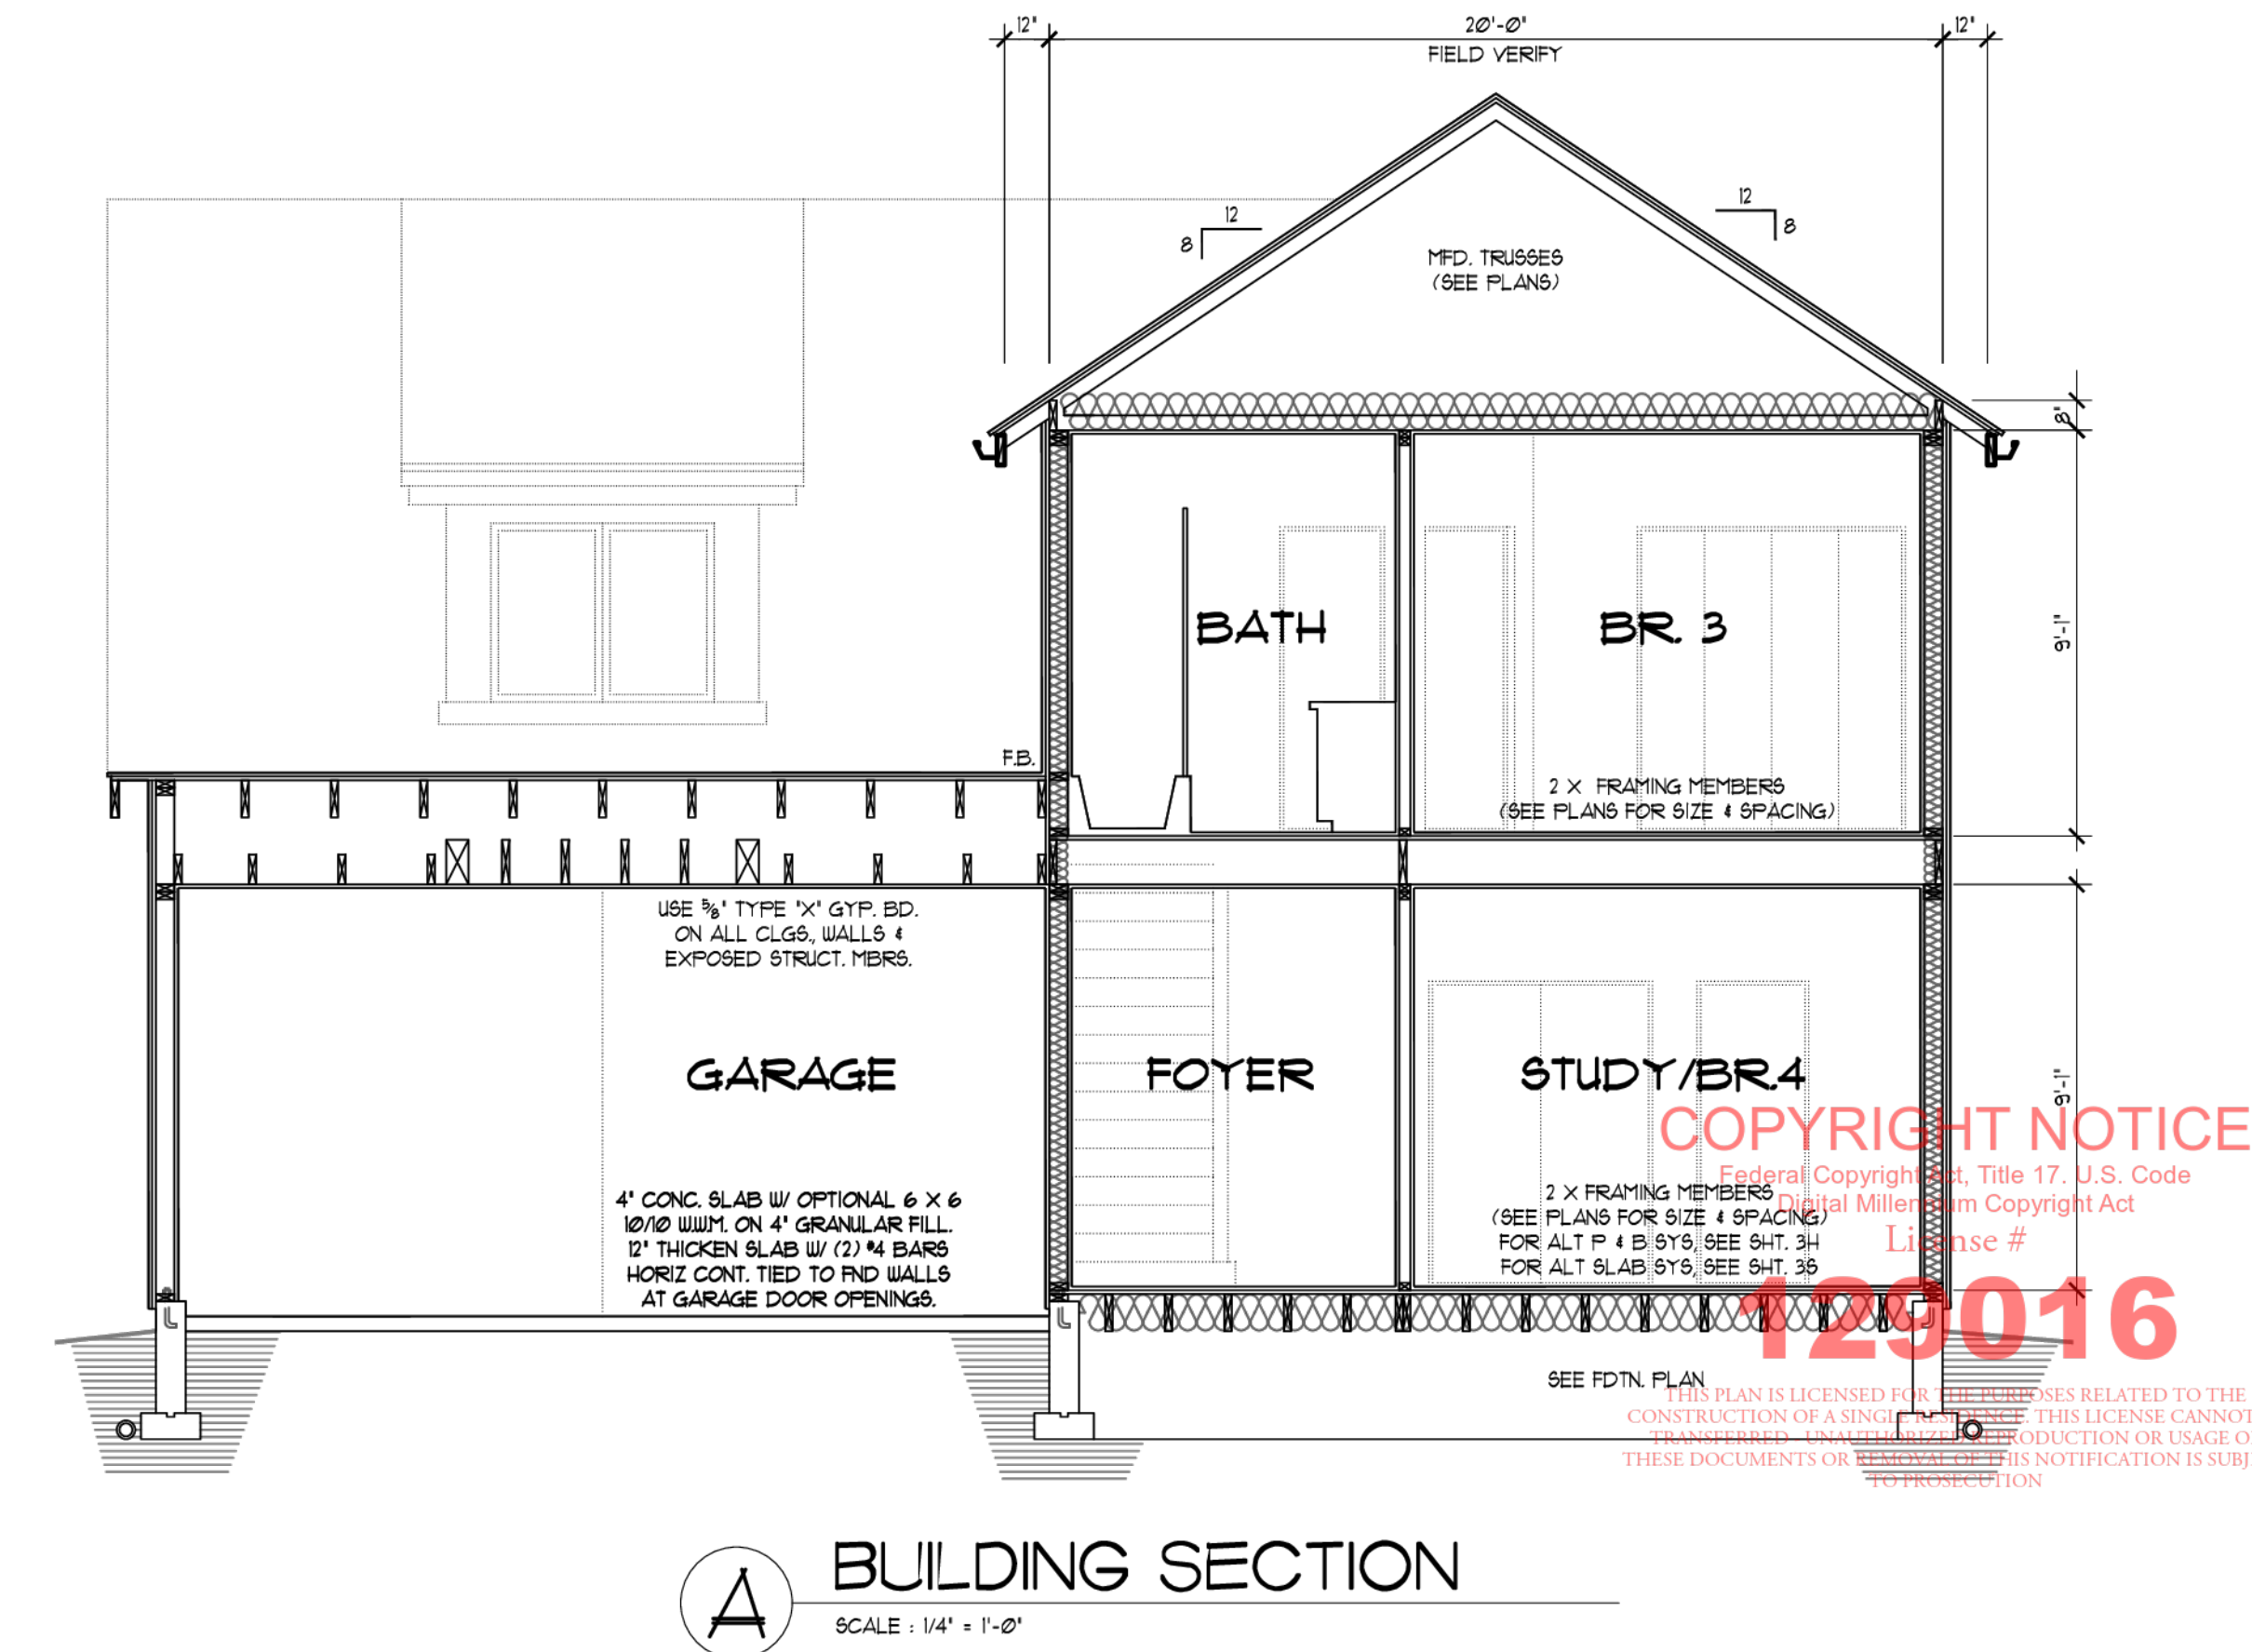 12"
20'-0"
12"
FIELD VERIFY
12
8
12
8
MFD. TRUSSES
(SEE PLANS)
8"
BATH
BR. 3
9'-1"
F.B.
2 X FRAMING MEMBERS
(SEE PLANS FOR SIZE & SPACING)
USE 5/8" TYPE "X" GYP. BD.
ON ALL CLGS., WALLS &
EXPOSED STRUCT. MBRS.
GARAGE
FOYER
STUDY/BR.4
9'-1"
COPYRIGHT NOTICE
Federal Copyright Act, Title 17. U.S. Code
Digital Millennium Copyright Act
License #
129016
4" CONC. SLAB W/ OPTIONAL 6 X 6
10/10 W.W.M. ON 4" GRANULAR FILL.
12" THICKEN SLAB W/ (2) #4 BARS
HORIZ CONT. TIED TO FND WALLS
AT GARAGE DOOR OPENINGS.
2 X FRAMING MEMBERS
(SEE PLANS FOR SIZE & SPACING)
FOR ALT P & B SYS, SEE SHT. 3H
FOR ALT SLAB SYS, SEE SHT. 3S
SEE FDTN. PLAN
THIS PLAN IS LICENSED FOR THE PURPOSES RELATED TO THE
CONSTRUCTION OF A SINGLE RESIDENCE. THIS LICENSE CANNOT
TRANSFERRED - UNAUTHORIZED REPRODUCTION OR USAGE O
THESE DOCUMENTS OR REMOVAL OF THIS NOTIFICATION IS SUBJ
TO PROSECUTION
A
BUILDING SECTION
SCALE : 1/4" = 1'-0"